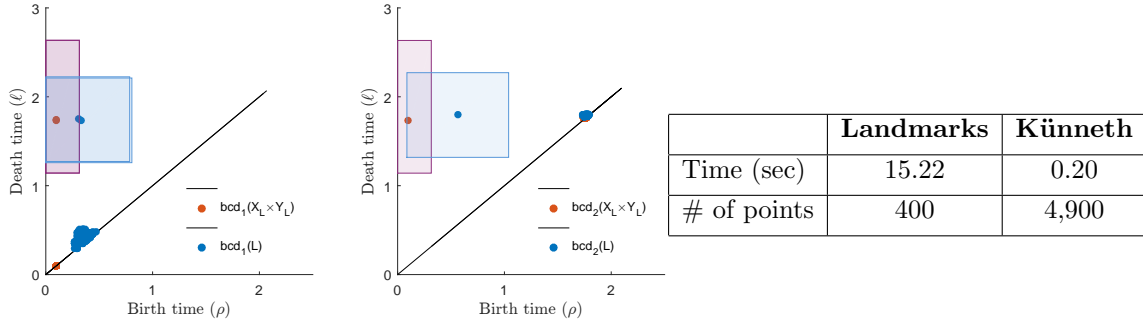 3
2
1
0
0
1
2
Death time (ℓ)
Birth time (ρ)
bcd₁(X_L×Y_L)
bcd₁(L)
3
2
1
0
0
1
2
Death time (ℓ)
Birth time (ρ)
bcd₂(X_L×Y_L)
bcd₂(L)
Landmarks Künneth
Time (sec) 15.22 0.20
# of points 400 4,900